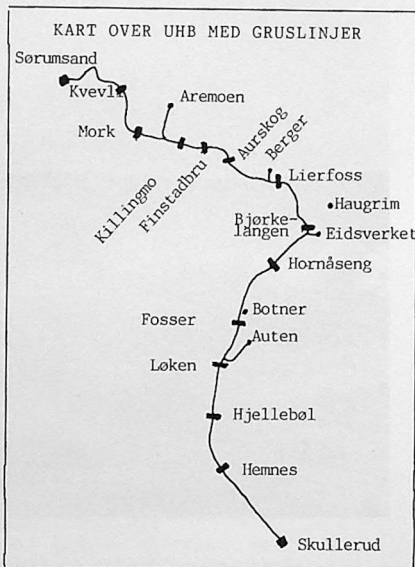 KART OVER UHB MED GRUSLINJER
Sørumsand
Kvevli
Aremoen
Mork
Killingmo
Finstadbru
Aurskog
Berger
Lierfoss
Haugrim
Bjørke-
langen
Eidsverket
Hornåseng
Botner
Fosser
Auten
Løken
Hjellebøl
Hemnes
Skullerud